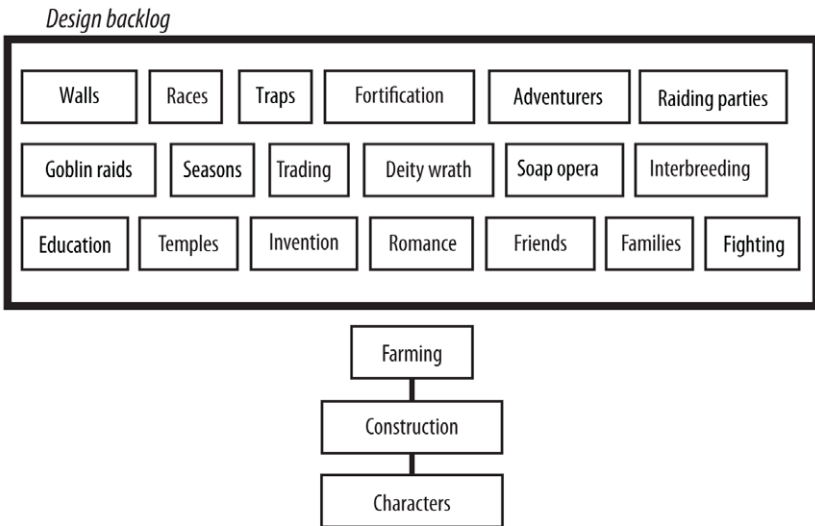 Design backlog
Walls Races Traps Fortification Adventurers Raiding parties
Goblin raids Seasons Trading Deity wrath Soap opera Interbreeding
Education Temples Invention Romance Friends Families Fighting
Farming
Construction
Characters